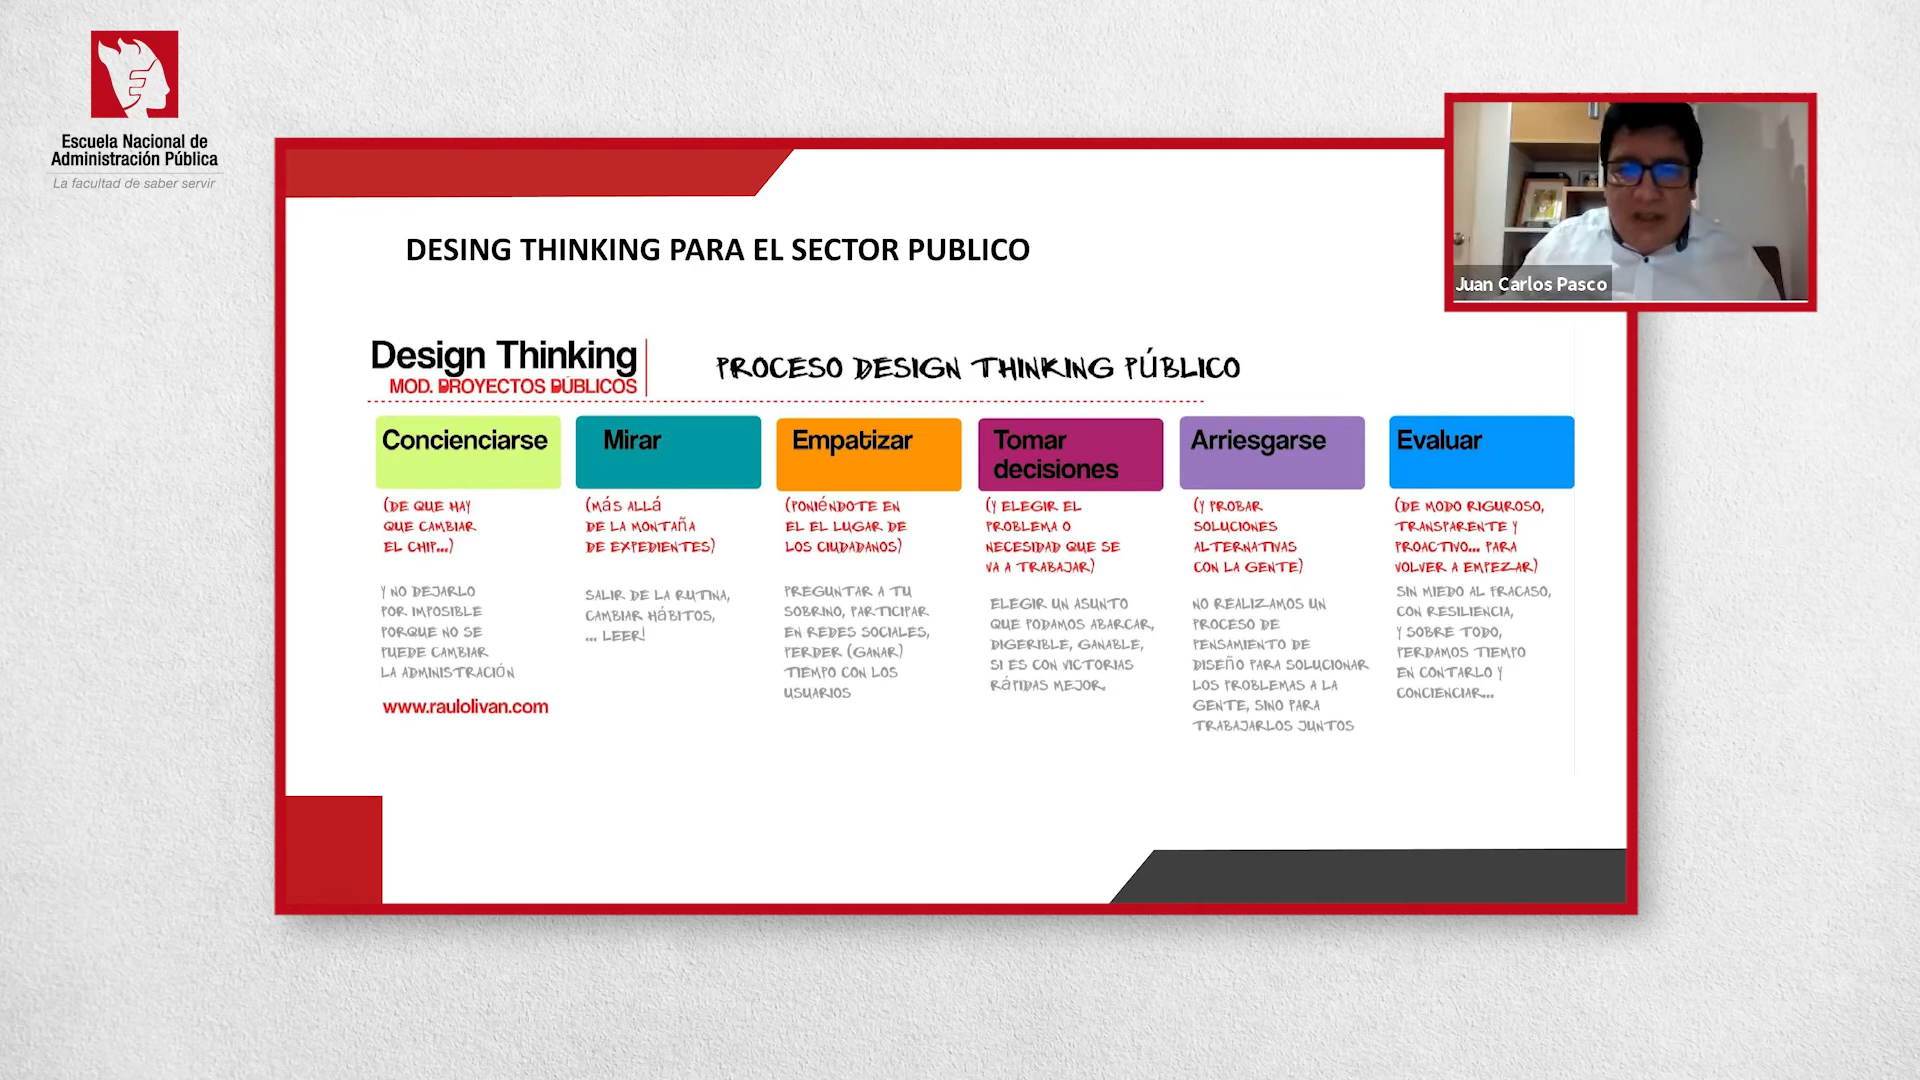 Escuela Nacional de
Administración Pública
La facultad de saber servir
Juan Carlos Pasco
DESING THINKING PARA EL SECTOR PUBLICO
Design Thinking
MOD. PROYECTOS PÚBLICOS
PROCESO DESIGN THINKING PÚBLICO
Concienciarse
(DE QUE HAY
QUE CAMBIAR
EL CHIP...)
Y NO DEJARLO
POR IMPOSIBLE
PORQUE NO SE
PUEDE CAMBIAR
LA ADMINISTRACIÓN
www.raulolivan.com
Mirar
(MÁS ALLÁ
DE LA MONTAÑA
DE EXPEDIENTES)
SALIR DE LA RUTINA,
CAMBIAR HÁBITOS,
... LEER!
Empatizar
(PONIÉNDOTE EN
EL EL LUGAR DE
LOS CIUDADANOS)
PREGUNTAR A TU
SOBRINO, PARTICIPAR
EN REDES SOCIALES,
PERDER (GANAR)
TIEMPO CON LOS
USUARIOS
Tomar
decisiones
(Y ELEGIR EL
PROBLEMA O
NECESIDAD QUE SE
VA A TRABAJAR)
ELEGIR UN ASUNTO
QUE PODAMOS ABARCAR,
DIGERIBLE, GANABLE,
SI ES CON VICTORIAS
RÁPIDAS MEJOR.
Arriesgarse
(Y PROBAR
SOLUCIONES
ALTERNATIVAS
CON LA GENTE)
NO REALIZAMOS UN
PROCESO DE
PENSAMIENTO DE
DISEÑO PARA SOLUCIONAR
LOS PROBLEMAS A LA
GENTE, SINO PARA
TRABAJARLOS JUNTOS
Evaluar
(DE MODO RIGUROSO,
TRANSPARENTE Y
PROACTIVO... PARA
VOLVER A EMPEZAR)
SIN MIEDO AL FRACASO,
CON RESILIENCIA,
Y SOBRE TODO,
PERDAMOS TIEMPO
EN CONTARLO Y
CONCIENCIAR...